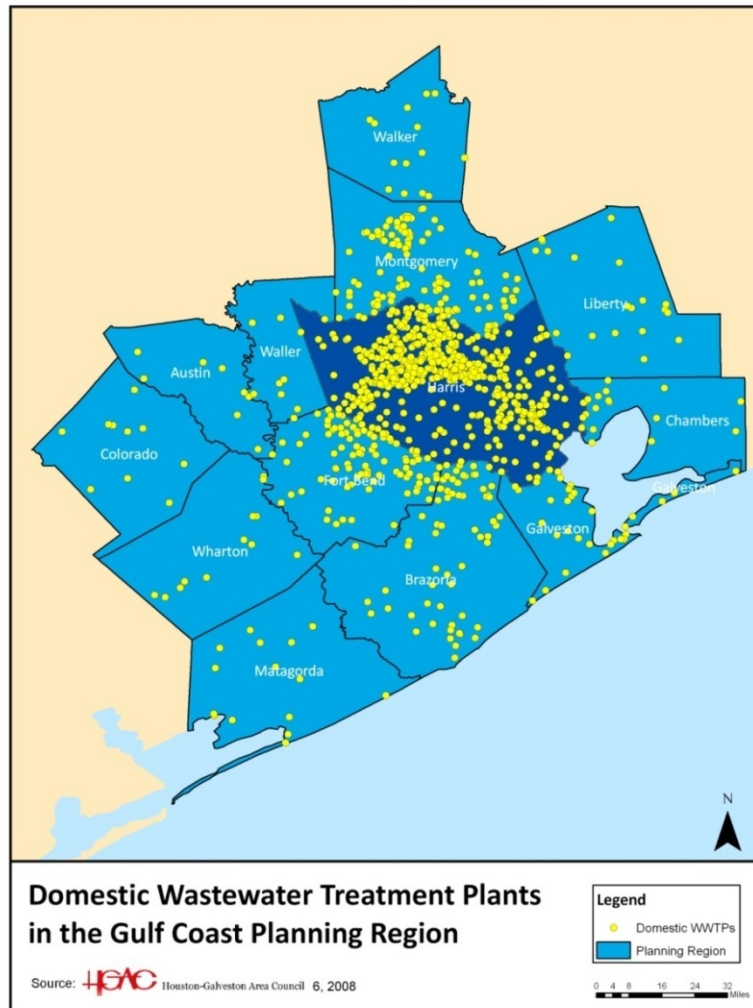 Walker
Montgomery
Liberty
Waller
Austin
Harris
Chambers
Colorado
Fort Bend
Galveston
Galveston
Wharton
Brazoria
Matagorda
N
Domestic Wastewater Treatment Plants
in the Gulf Coast Planning Region
Legend
Domestic WWTPs
Planning Region
Source: HGAC Houston-Galveston Area Council 6, 2008
0 4 8 16 24 32
Miles